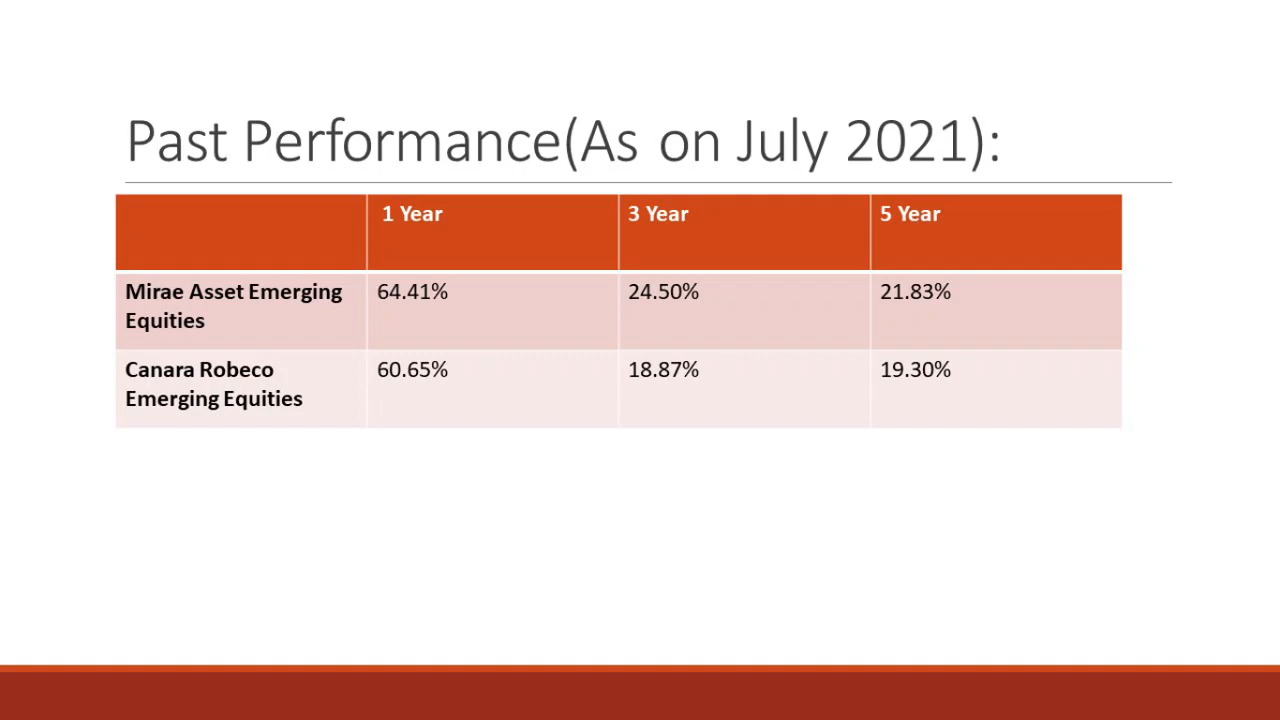 Past Performance(As on July 2021):
1 Year 3 Year 5 Year
Mirae Asset Emerging 64.41% 24.50% 21.83%
Equities
Canara Robeco 60.65% 18.87% 19.30%
Emerging Equities